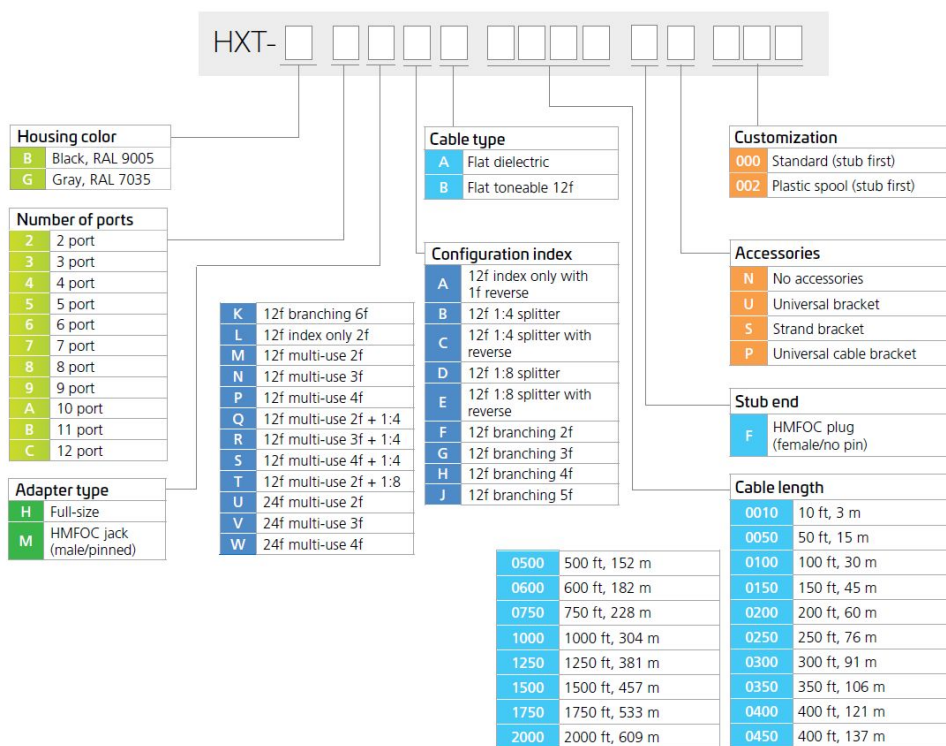 HXT-
Housing color
B Black, RAL 9005
G Gray, RAL 7035
Number of ports
2 2 port
3 3 port
4 4 port
5 5 port
6 6 port
7 7 port
8 8 port
9 9 port
A 10 port
B 11 port
C 12 port
Adapter type
H Full-size
M HMFOC jack
(male/pinned)
K 12f branching 6f
L 12f index only 2f
M 12f multi-use 2f
N 12f multi-use 3f
P 12f multi-use 4f
Q 12f multi-use 2f + 1:4
R 12f multi-use 3f + 1:4
S 12f multi-use 4f + 1:4
T 12f multi-use 2f + 1:8
U 24f multi-use 2f
V 24f multi-use 3f
W 24f multi-use 4f
Cable type
A Flat dielectric
B Flat toneable 12f
Configuration index
A 12f index only with
1f reverse
B 12f 1:4 splitter
C 12f 1:4 splitter with
reverse
D 12f 1:8 splitter
E 12f 1:8 splitter with
reverse
F 12f branching 2f
G 12f branching 3f
H 12f branching 4f
J 12f branching 5f
Customization
000 Standard (stub first)
002 Plastic spool (stub first)
Accessories
N No accessories
U Universal bracket
S Strand bracket
P Universal cable bracket
Stub end
F HMFOC plug
(female/no pin)
Cable length
0010 10 ft, 3 m
0050 50 ft, 15 m
0100 100 ft, 30 m
0150 150 ft, 45 m
0200 200 ft, 60 m
0250 250 ft, 76 m
0300 300 ft, 91 m
0350 350 ft, 106 m
0400 400 ft, 121 m
0450 400 ft, 137 m
0500 500 ft, 152 m
0600 600 ft, 182 m
0750 750 ft, 228 m
1000 1000 ft, 304 m
1250 1250 ft, 381 m
1500 1500 ft, 457 m
1750 1750 ft, 533 m
2000 2000 ft, 609 m